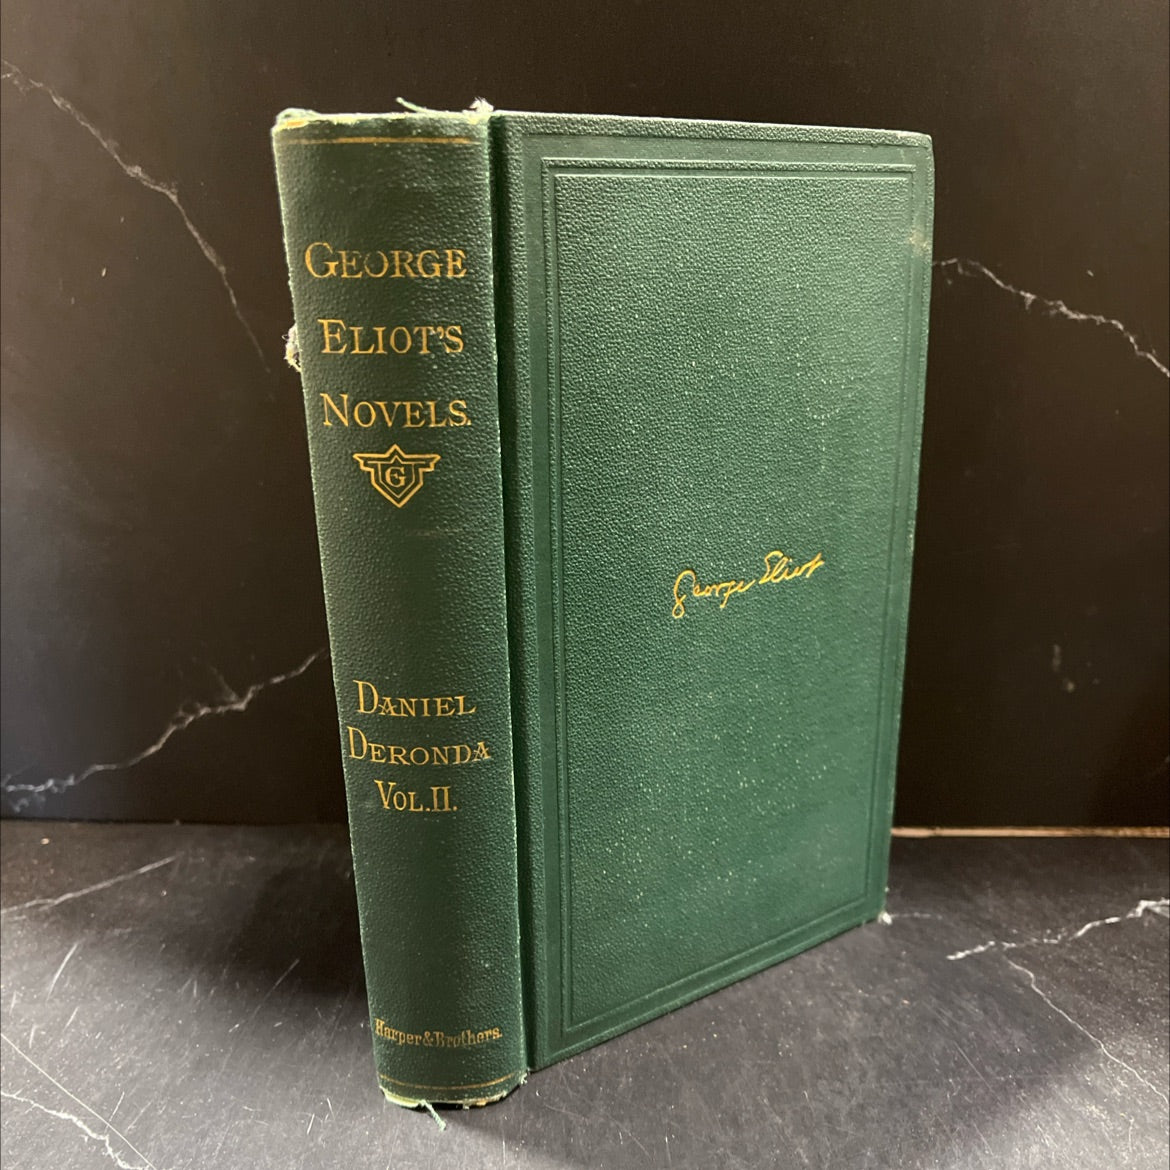 GEORGE
ELIOT'S
NOVELS.
G
DANIEL
DERONDA
VOL. II.
Harper & Brothers.
George Eliot